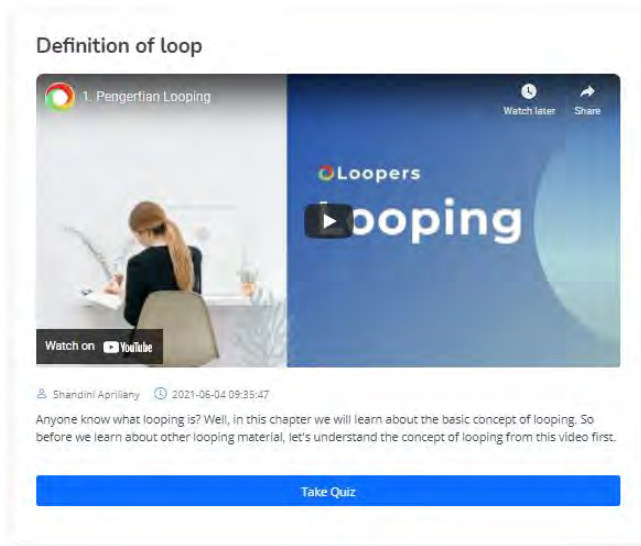 Definition of loop
1. Pengertian Looping
Watch later
Share
Loopers
Looping
Watch on YouTube
Shandini Apriliany 2021-06-04 09:35:47
Anyone know what looping is? Well, in this chapter we will learn about the basic concept of looping. So
before we learn about other looping material, let's understand the concept of looping from this video first.
Take Quiz